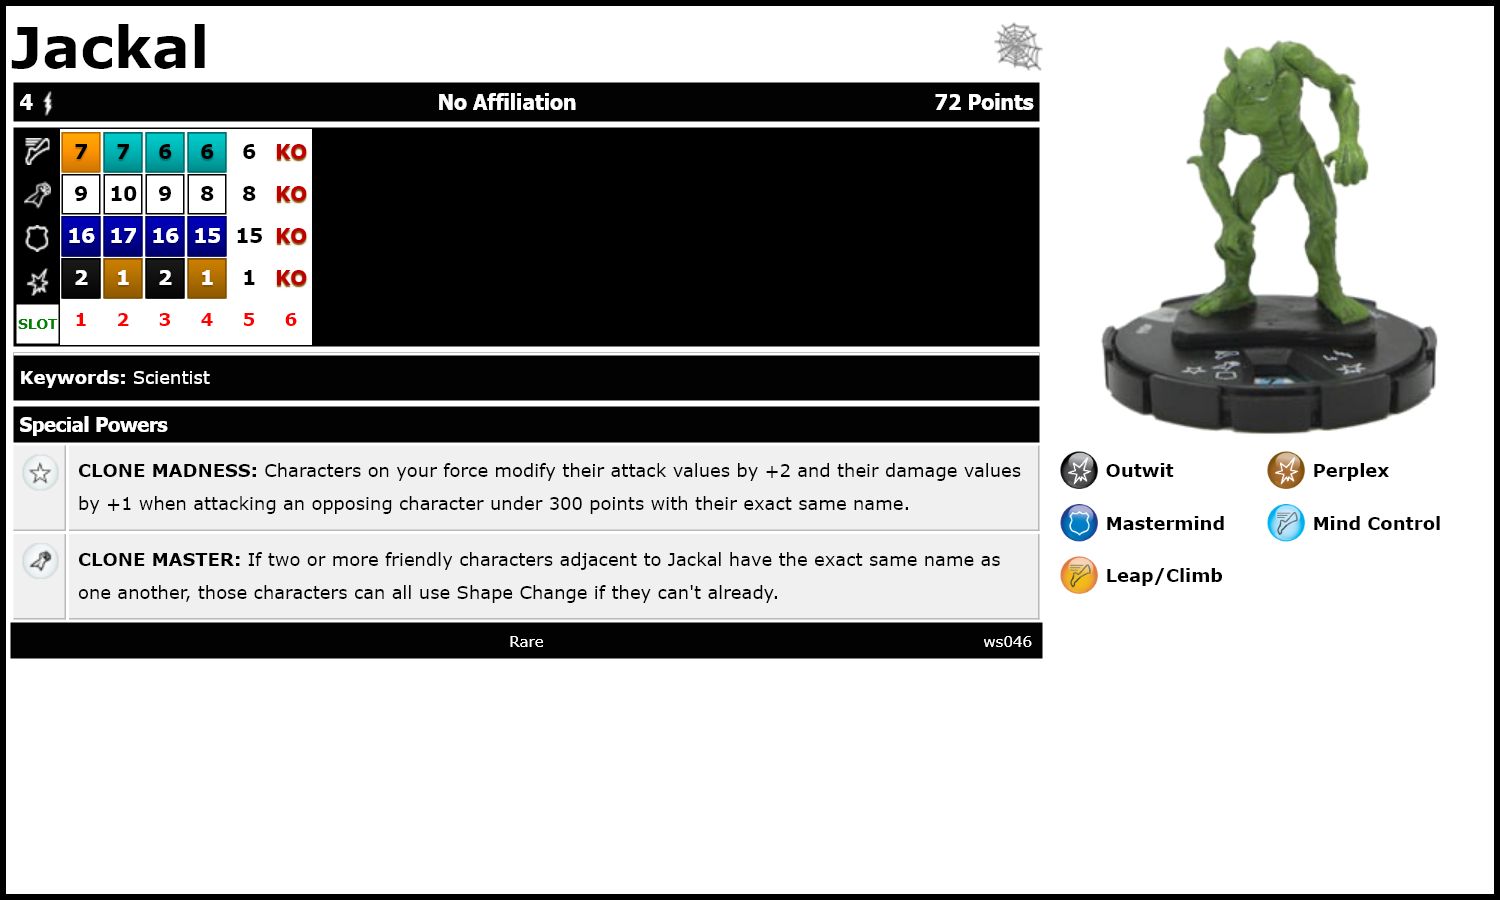 Jackal
4 No Affiliation 72 Points
7 7 6 6 6 KO
9 10 9 8 8 KO
16 17 16 15 15 KO
2 1 2 1 1 KO
SLOT 1 2 3 4 5 6
Keywords: Scientist
Special Powers
CLONE MADNESS: Characters on your force modify their attack values by +2 and their damage values
by +1 when attacking an opposing character under 300 points with their exact same name.
CLONE MASTER: If two or more friendly characters adjacent to Jackal have the exact same name as
one another, those characters can all use Shape Change if they can't already.
Rare ws046
Outwit Perplex
Mastermind Mind Control
Leap/Climb